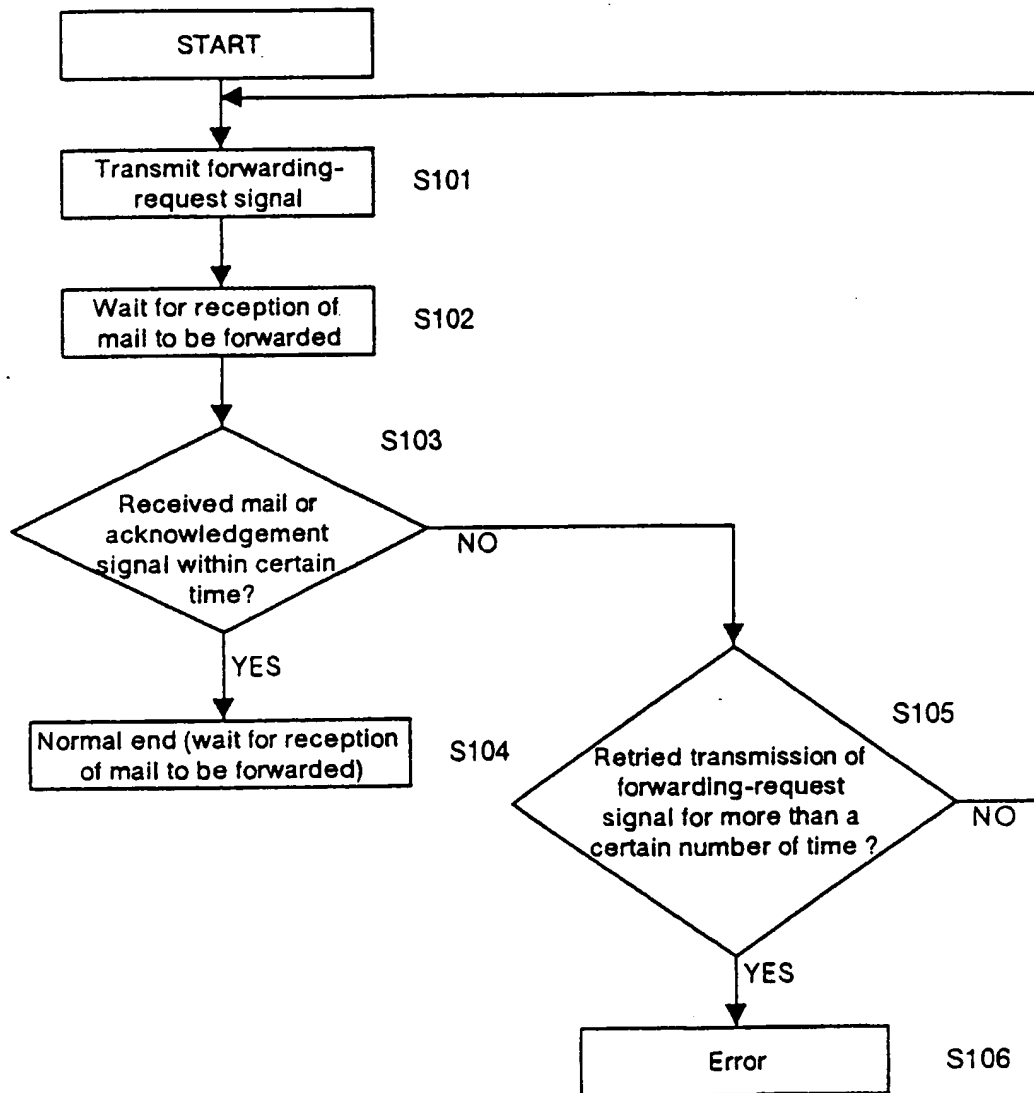 START
Transmit forwarding-
request signal
S101
Wait for reception of
mail to be forwarded
S102
S103
Received mail or
acknowledgement
signal within certain
time?
NO
YES
Normal end (wait for reception
of mail to be forwarded)
S104
S105
Retried transmission of
forwarding-request
signal for more than a
certain number of time ?
NO
YES
Error
S106